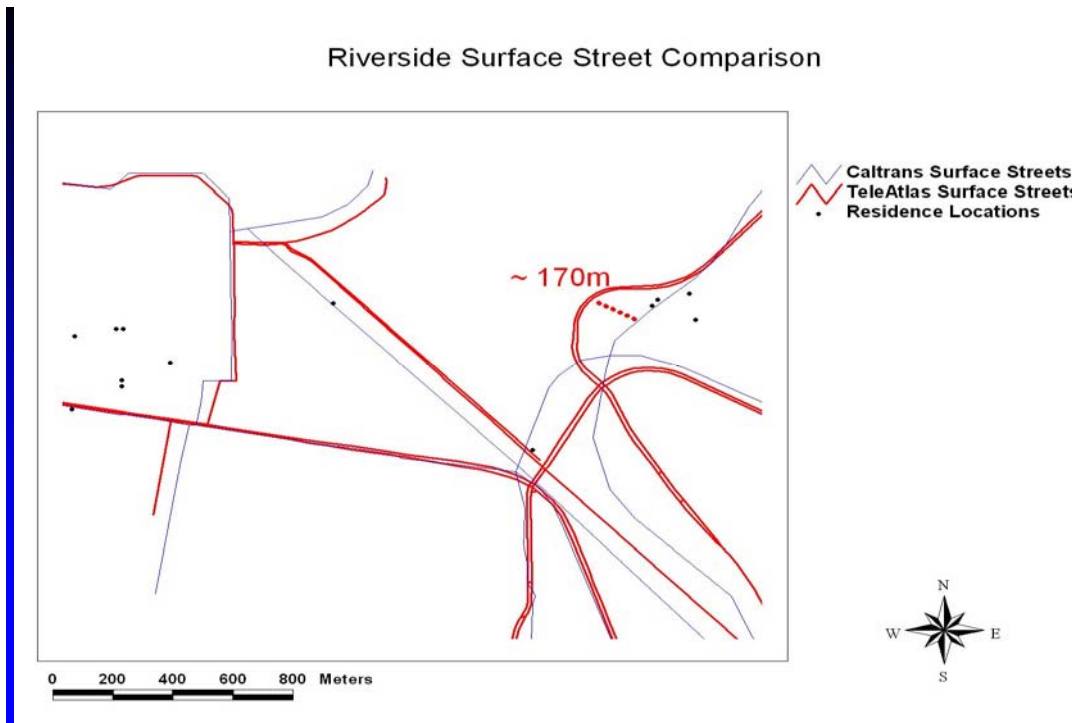 Riverside Surface Street Comparison
Caltrans Surface Streets
TeleAtlas Surface Streets
Residence Locations
~ 170m
N
W E
S
0 200 400 600 800 Meters